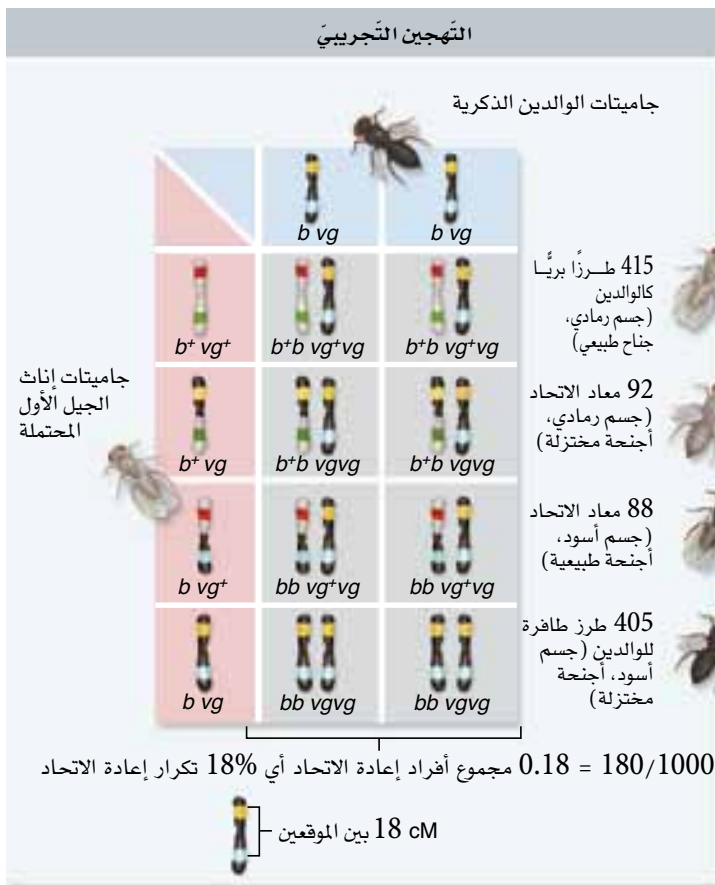 التّهجين التّجريبيّ
جاميتات الوالدين الذكرية
b vg
b vg
b⁺ vg⁺
b⁺b vg⁺vg
b⁺b vg⁺vg
415 طـرزًا بريًّـا
كالوالدين
(جسم رمادي،
جناح طبيعي)
جاميتات إناث
الجيل الأول
المحتملة
b⁺ vg
b⁺b vgvg
b⁺b vgvg
92 معاد الاتحاد
(جسم رمادي،
أجنحة مختزلة)
b vg⁺
bb vg⁺vg
bb vg⁺vg
88 معاد الاتحاد
(جسم أسود،
أجنحة طبيعية)
b vg
bb vgvg
bb vgvg
405 طرز طافرة
للوالدين (جسم
أسود، أجنحة
مختزلة)
180/1000 = 0.18 مجموع أفراد إعادة الاتحاد أي 18% تكرار إعادة الاتحاد
18 cM بين الموقعين